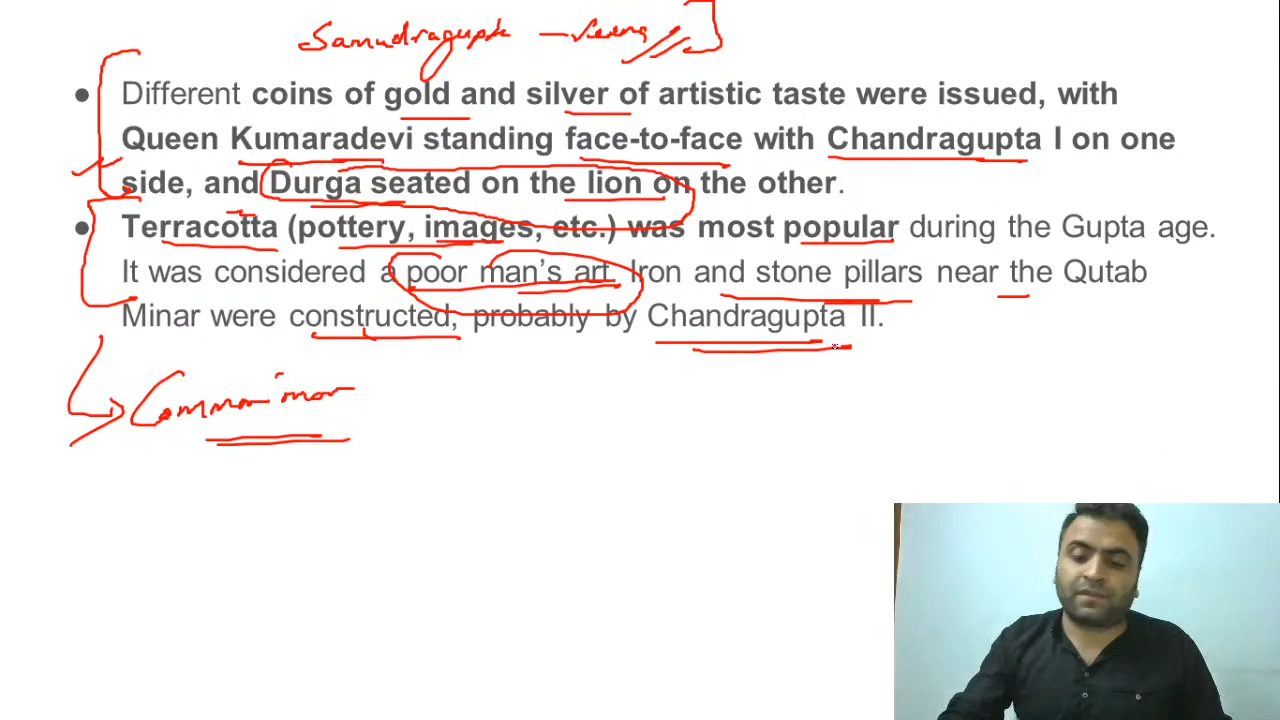 Samudragupta — Veena
● Different coins of gold and silver of artistic taste were issued, with
Queen Kumaradevi standing face-to-face with Chandragupta I on one
side, and Durga seated on the lion on the other.
● Terracotta (pottery, images, etc.) was most popular during the Gupta age.
It was considered a poor man's art. Iron and stone pillars near the Qutab
Minar were constructed, probably by Chandragupta II.
Common man